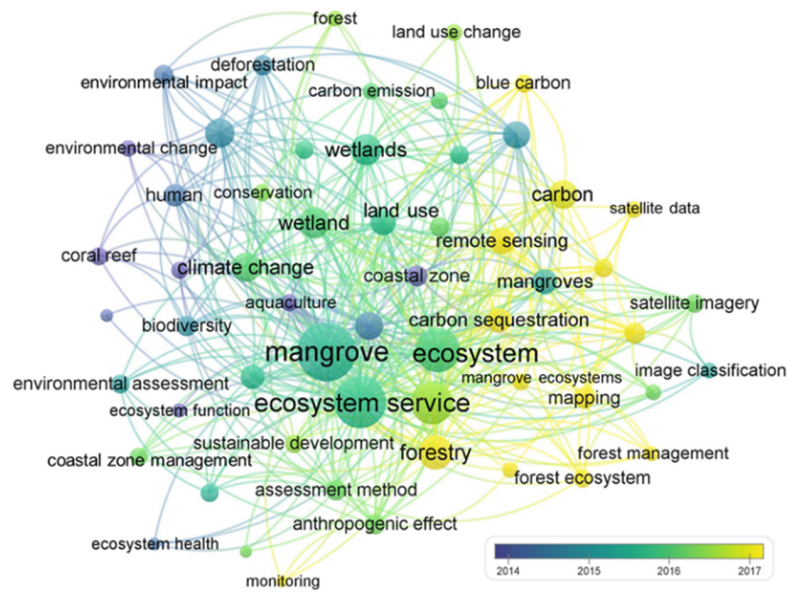 forest
land use change
deforestation
environmental impact
carbon emission
blue carbon
environmental change
wetlands
human
conservation
carbon
satellite data
wetland
land use
remote sensing
coral reef
climate change
coastal zone
mangroves
aquaculture
satellite imagery
biodiversity
carbon sequestration
mangrove
ecosystem
image classification
environmental assessment
mangrove ecosystems
mapping
ecosystem function
ecosystem service
sustainable development
forestry
forest management
coastal zone management
forest ecosystem
assessment method
anthropogenic effect
ecosystem health
monitoring
2014 2015 2016 2017